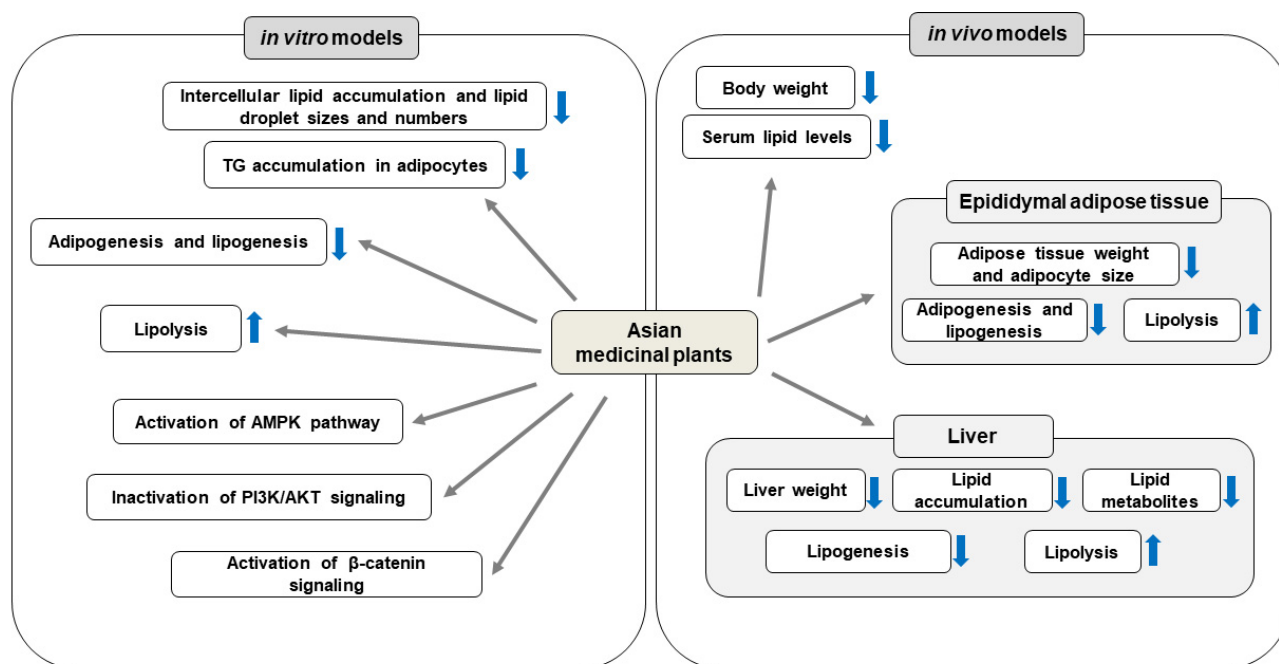 in vitro models
Intercellular lipid accumulation and lipid
droplet sizes and numbers
TG accumulation in adipocytes
Adipogenesis and lipogenesis
Lipolysis
Activation of AMPK pathway
Inactivation of PI3K/AKT signaling
Activation of β-catenin
signaling
Asian
medicinal plants
in vivo models
Body weight
Serum lipid levels
Epididymal adipose tissue
Adipose tissue weight
and adipocyte size
Adipogenesis and
lipogenesis
Lipolysis
Liver
Liver weight
Lipid
accumulation
Lipid
metabolites
Lipogenesis
Lipolysis